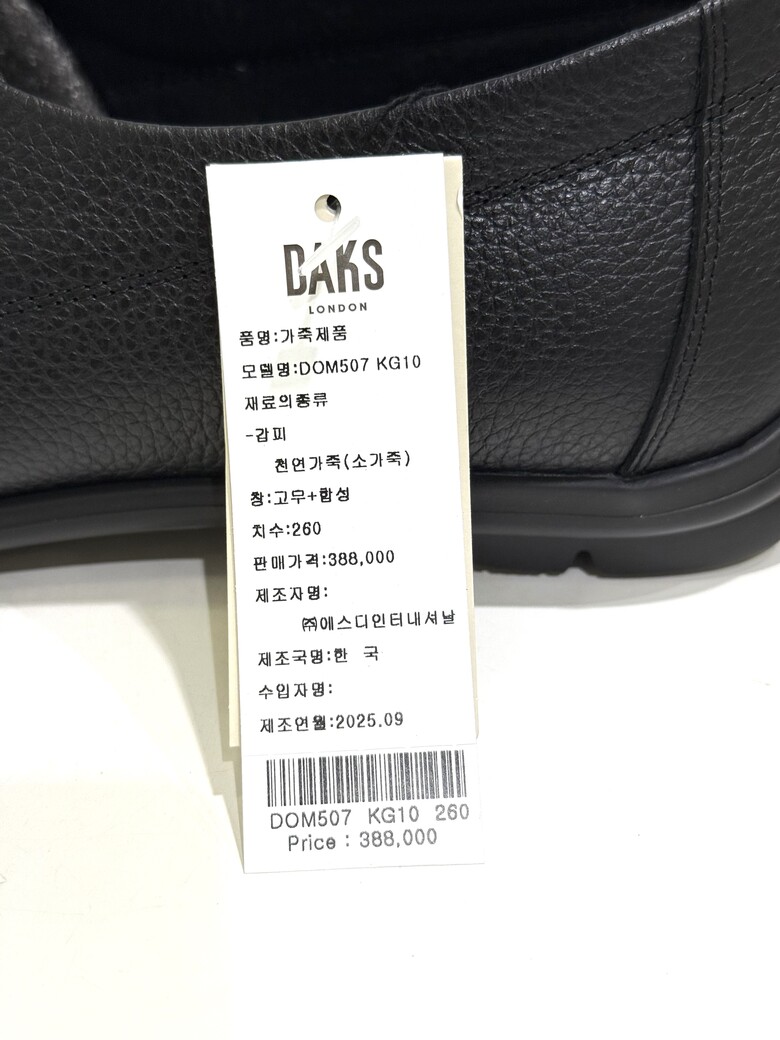 DAKS
LONDON
품명:가죽제품
모델명:DOM507 KG10
재료의종류
-갑피
천연가죽(소가죽)
창:고무+합성
치수:260
판매가격:388,000
제조자명:
㈜에스디인터내셔날
제조국명:한 국
수입자명:
제조연월:2025.09
DOM507 KG10 260
Price : 388,000